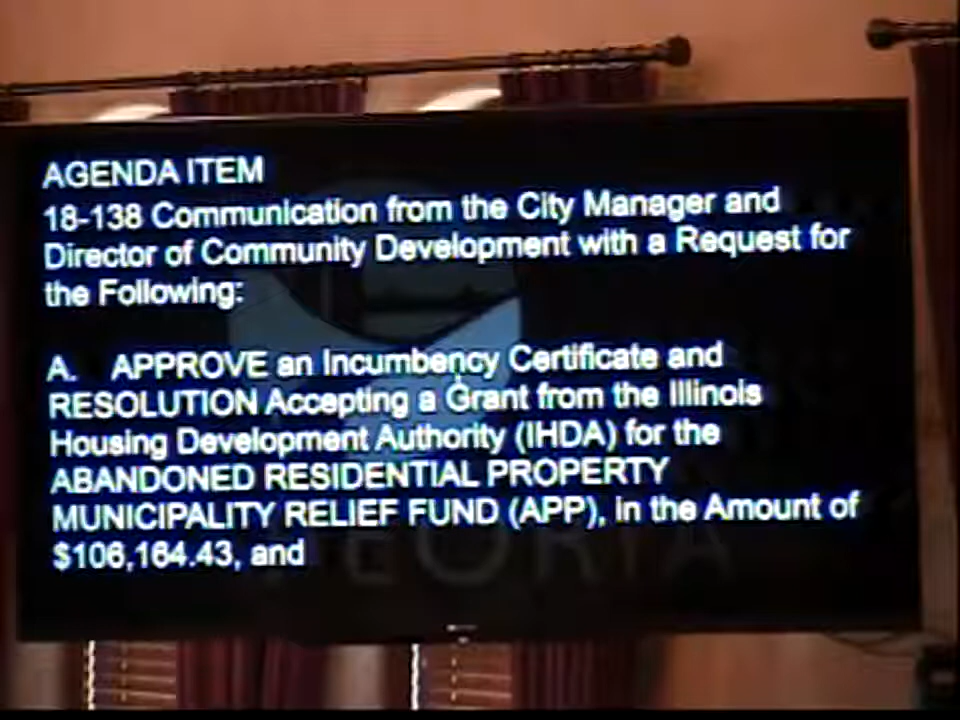 AGENDA ITEM
18-138 Communication from the City Manager and
Director of Community Development with a Request for
the Following:
A. APPROVE an Incumbency Certificate and
RESOLUTION Accepting a Grant from the Illinois
Housing Development Authority (IHDA) for the
ABANDONED RESIDENTIAL PROPERTY
MUNICIPALITY RELIEF FUND (APP), in the Amount of
$106,164.43, and
PEORIA